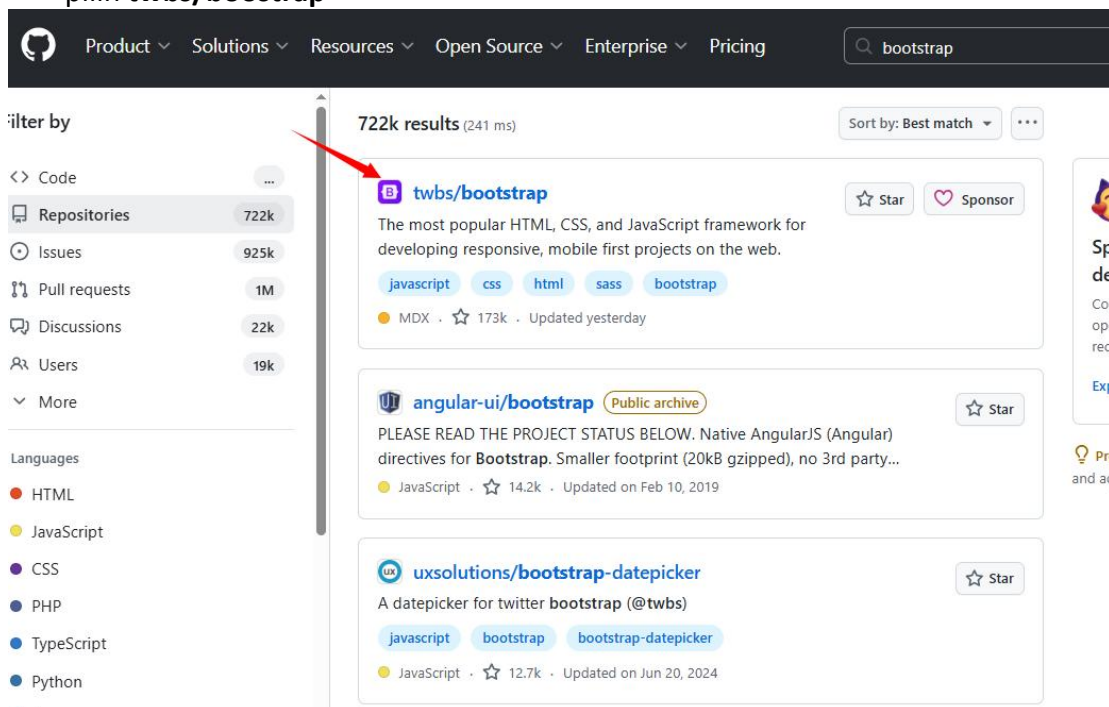 pilih twbs/bootstrap
Product Solutions Resources Open Source Enterprise Pricing bootstrap
Filter by
Code ...
Repositories 722k
Issues 925k
Pull requests 1M
Discussions 22k
Users 19k
More
Languages
HTML
JavaScript
CSS
PHP
TypeScript
Python
722k results (241 ms)
Sort by: Best match ...
twbs/bootstrap
Star Sponsor
The most popular HTML, CSS, and JavaScript framework for
developing responsive, mobile first projects on the web.
javascript css html sass bootstrap
MDX · 173k · Updated yesterday
angular-ui/bootstrap Public archive
Star
PLEASE READ THE PROJECT STATUS BELOW. Native AngularJS (Angular)
directives for Bootstrap. Smaller footprint (20kB gzipped), no 3rd party...
JavaScript · 14.2k · Updated on Feb 10, 2019
uxsolutions/bootstrap-datepicker
Star
A datepicker for twitter bootstrap (@twbs)
javascript bootstrap bootstrap-datepicker
JavaScript · 12.7k · Updated on Jun 20, 2024
and